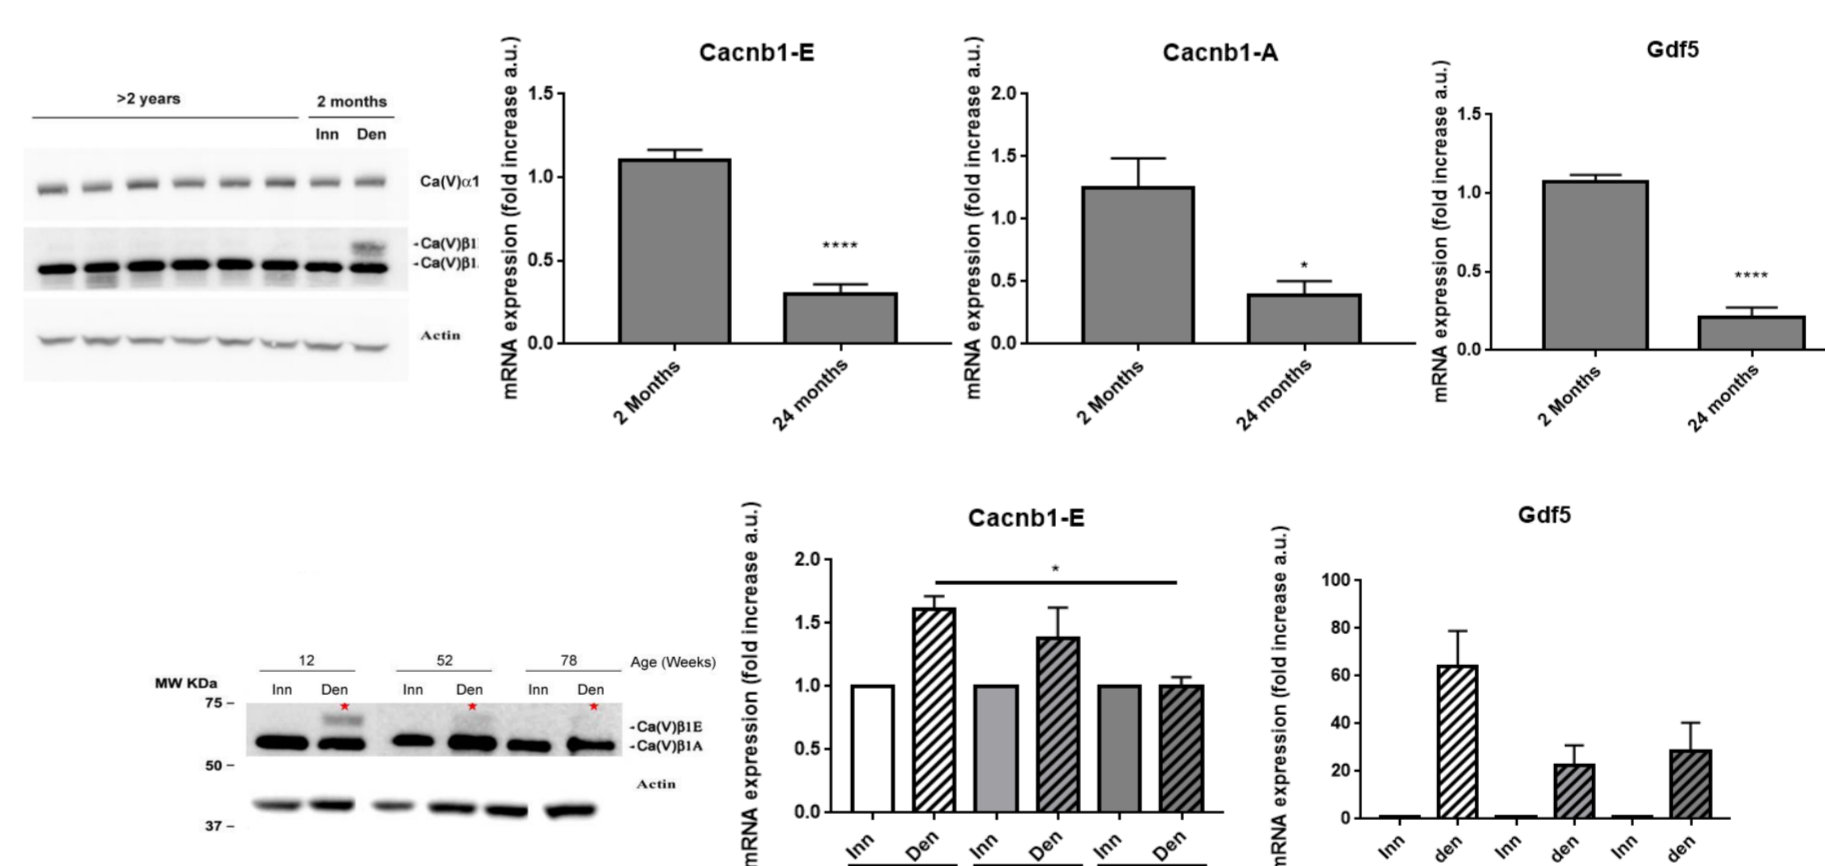 >2 years
2 months
Inn Den
Ca(V)α1
-Ca(V)β1
-Ca(V)β1
Actin
Cacnb1-E
mRNA expression (fold increase a.u.)
1.5
1.0
0.5
0.0
****
2 Months
24 months
Cacnb1-A
mRNA expression (fold increase a.u.)
2.0
1.5
1.0
0.5
0.0
*
2 Months
24 months
Gdf5
mRNA expression (fold increase a.u.)
1.5
1.0
0.5
0.0
****
2 Months
24 months
12 52 78 Age (Weeks)
MW KDa
Inn Den Inn Den Inn Den
75 –
-Ca(V)β1E
-Ca(V)β1A
50 –
Actin
37 –
Cacnb1-E
mRNA expression (fold increase a.u.)
2.0
1.5
1.0
0.5
0.0
*
Inn Den Inn Den Inn Den
Gdf5
mRNA expression (fold increase a.u.)
100
80
60
40
20
0
Inn den Inn den Inn den